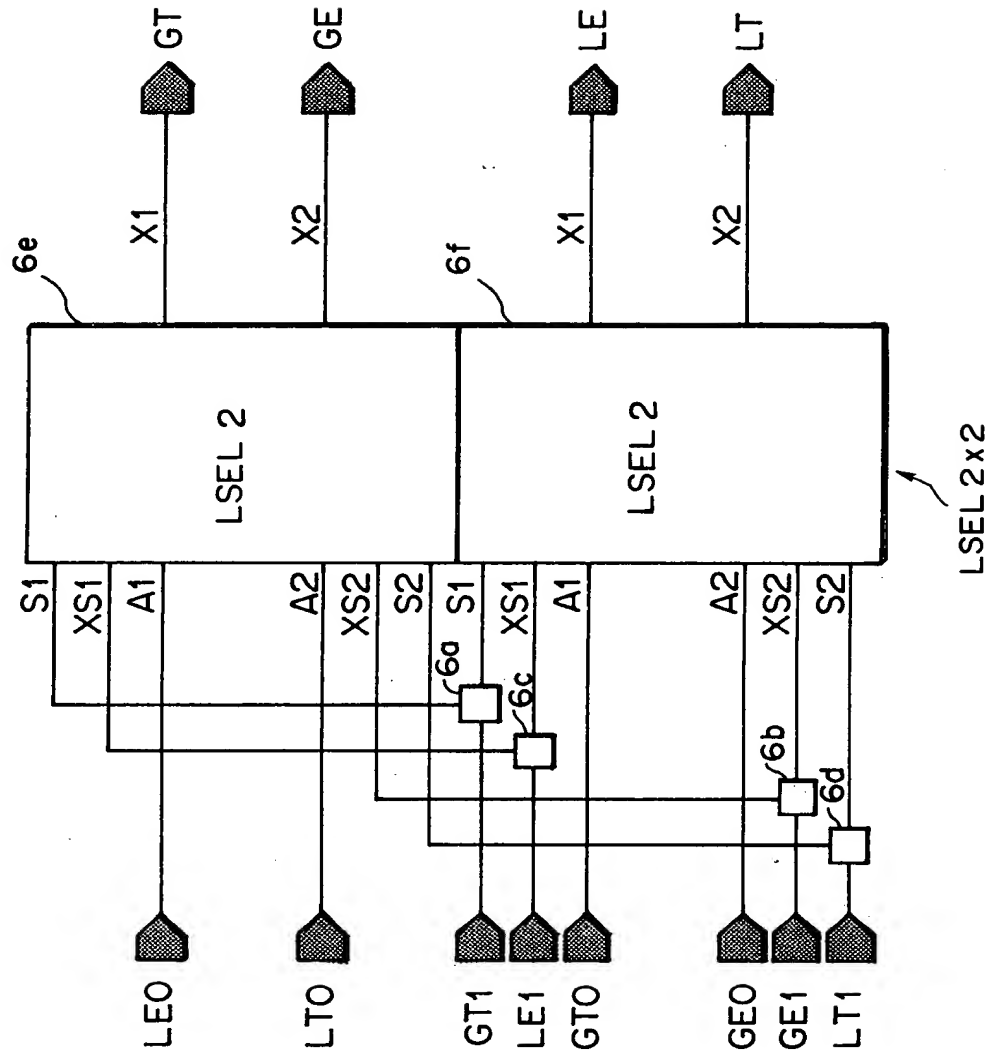 GT
GE
LE
LT
6e
6f
X1
X2
X1
X2
LSEL 2
LSEL 2
LSEL 2x2
S1
XS1
A1
A2
XS2
S2
S1
XS1
A1
A2
XS2
S2
6a
6c
6b
6d
LE0
LT0
GT1
LE1
GT0
GE0
GE1
LT1